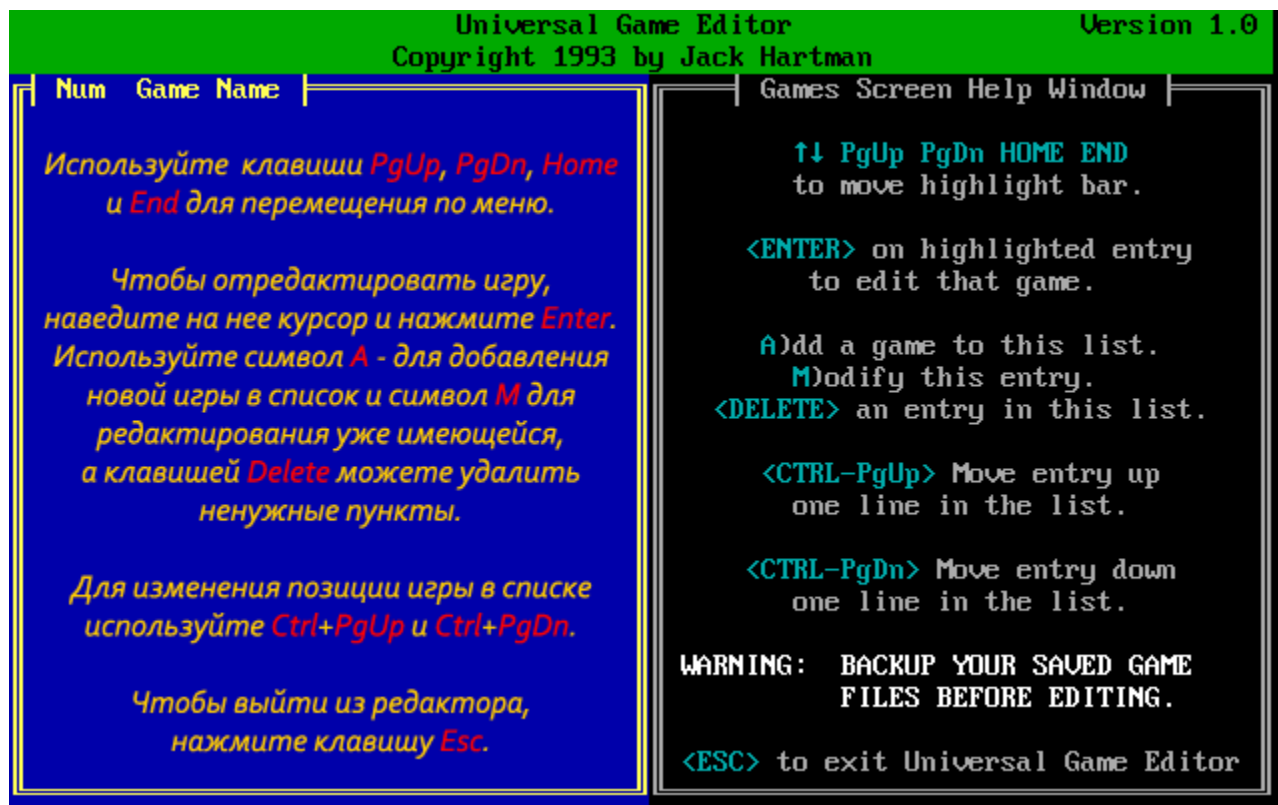 Universal Game Editor Version 1.0
Copyright 1993 by Jack Hartman
Num Game Name
Используйте клавиши PgUp, PgDn, Home
и End для перемещения по меню.
Чтобы отредактировать игру,
наведите на нее курсор и нажмите Enter.
Используйте символ A - для добавления
новой игры в список и символ M для
редактирования уже имеющейся,
а клавишей Delete можете удалить
ненужные пункты.
Для изменения позиции игры в списке
используйте Ctrl+PgUp и Ctrl+PgDn.
Чтобы выйти из редактора,
нажмите клавишу Esc.
Games Screen Help Window
↑↓ PgUp PgDn HOME END
to move highlight bar.
<ENTER> on highlighted entry
to edit that game.
A)dd a game to this list.
M)odify this entry.
<DELETE> an entry in this list.
<CTRL-PgUp> Move entry up
one line in the list.
<CTRL-PgDn> Move entry down
one line in the list.
WARNING: BACKUP YOUR SAVED GAME
FILES BEFORE EDITING.
<ESC> to exit Universal Game Editor